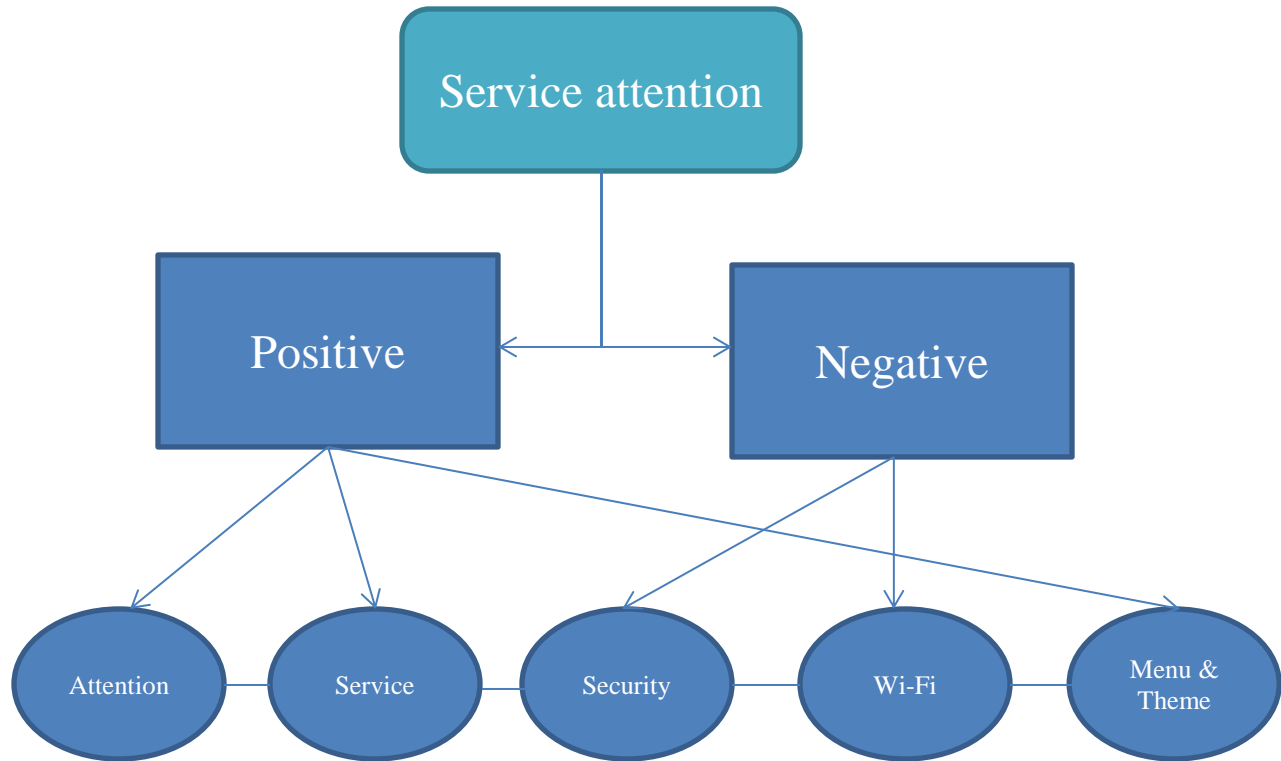 Service attention
Positive
Negative
Attention
Service
Security
Wi-Fi
Menu &
Theme